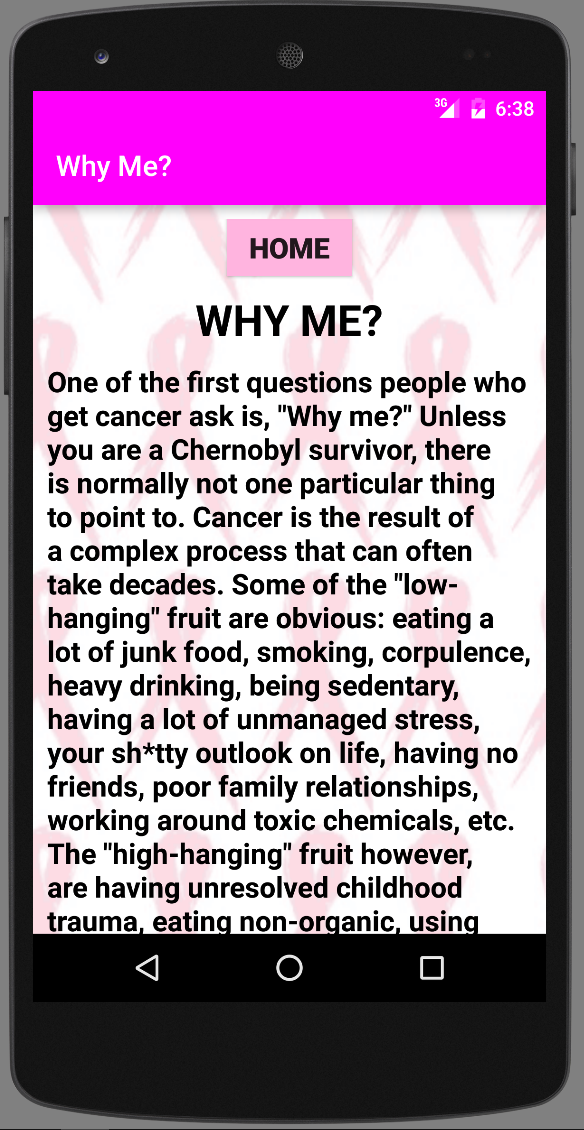 3G 6:38
Why Me?
HOME
WHY ME?
One of the first questions people who
get cancer ask is, "Why me?" Unless
you are a Chernobyl survivor, there
is normally not one particular thing
to point to. Cancer is the result of
a complex process that can often
take decades. Some of the "low-
hanging" fruit are obvious: eating a
lot of junk food, smoking, corpulence,
heavy drinking, being sedentary,
having a lot of unmanaged stress,
your sh*tty outlook on life, having no
friends, poor family relationships,
working around toxic chemicals, etc.
The "high-hanging" fruit however,
are having unresolved childhood
trauma, eating non-organic, using